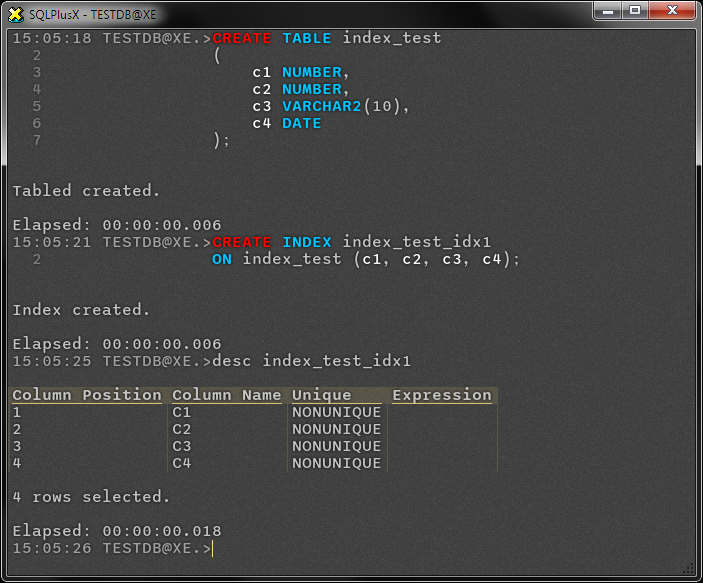 SQLPlusX - TESTDB@XE
15:05:18 TESTDB@XE.>CREATE TABLE index_test
2 (
3 c1 NUMBER,
4 c2 NUMBER,
5 c3 VARCHAR2(10),
6 c4 DATE
7 );
Tabled created.
Elapsed: 00:00:00.006
15:05:21 TESTDB@XE.>CREATE INDEX index_test_idx1
2 ON index_test (c1, c2, c3, c4);
Index created.
Elapsed: 00:00:00.006
15:05:25 TESTDB@XE.>desc index_test_idx1
Column Position Column Name Unique Expression
1 C1 NONUNIQUE
2 C2 NONUNIQUE
3 C3 NONUNIQUE
4 C4 NONUNIQUE
4 rows selected.
Elapsed: 00:00:00.018
15:05:26 TESTDB@XE.>